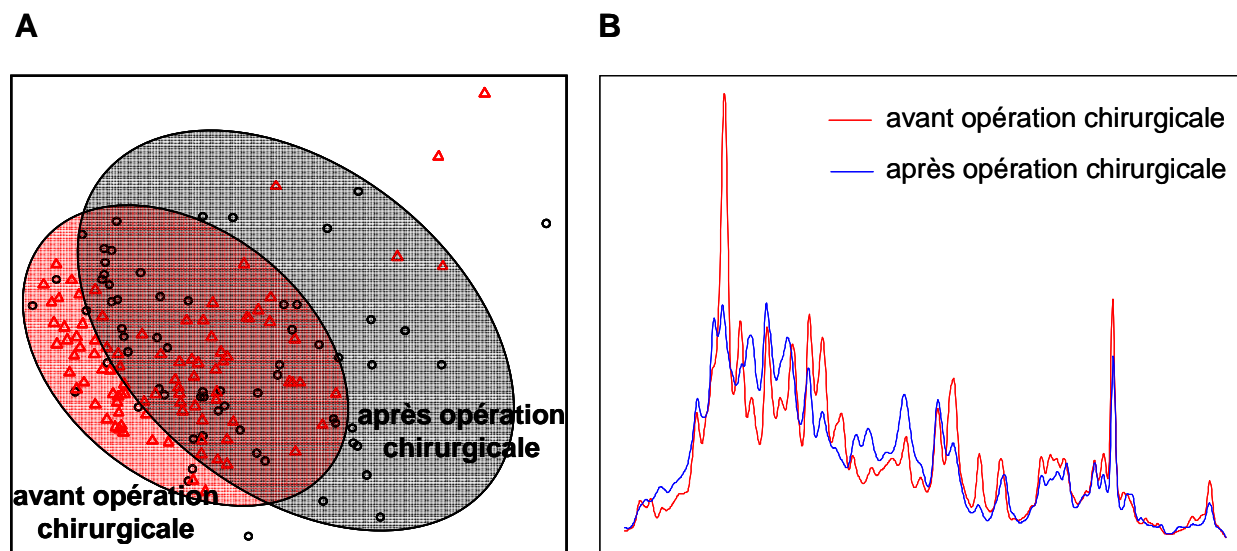 A
B
avant opération chirurgicale
après opération chirurgicale
après opération
chirurgicale
avant opération
chirurgicale